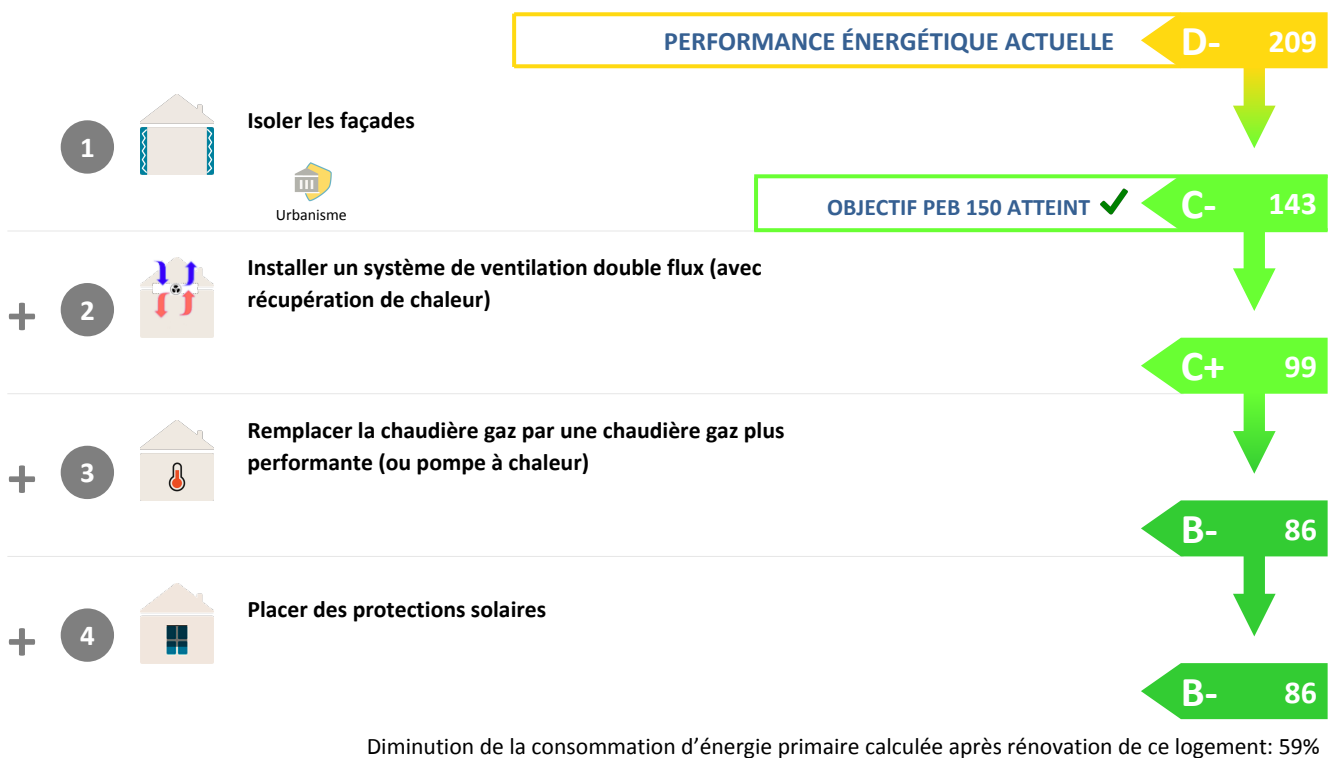 PERFORMANCE ÉNERGÉTIQUE ACTUELLE D- 209
1 Isoler les façades
Urbanisme
OBJECTIF PEB 150 ATTEINT ✔ C- 143
+ 2 Installer un système de ventilation double flux (avec
récupération de chaleur)
C+ 99
+ 3 Remplacer la chaudière gaz par une chaudière gaz plus
performante (ou pompe à chaleur)
B- 86
+ 4 Placer des protections solaires
B- 86
Diminution de la consommation d’énergie primaire calculée après rénovation de ce logement: 59%